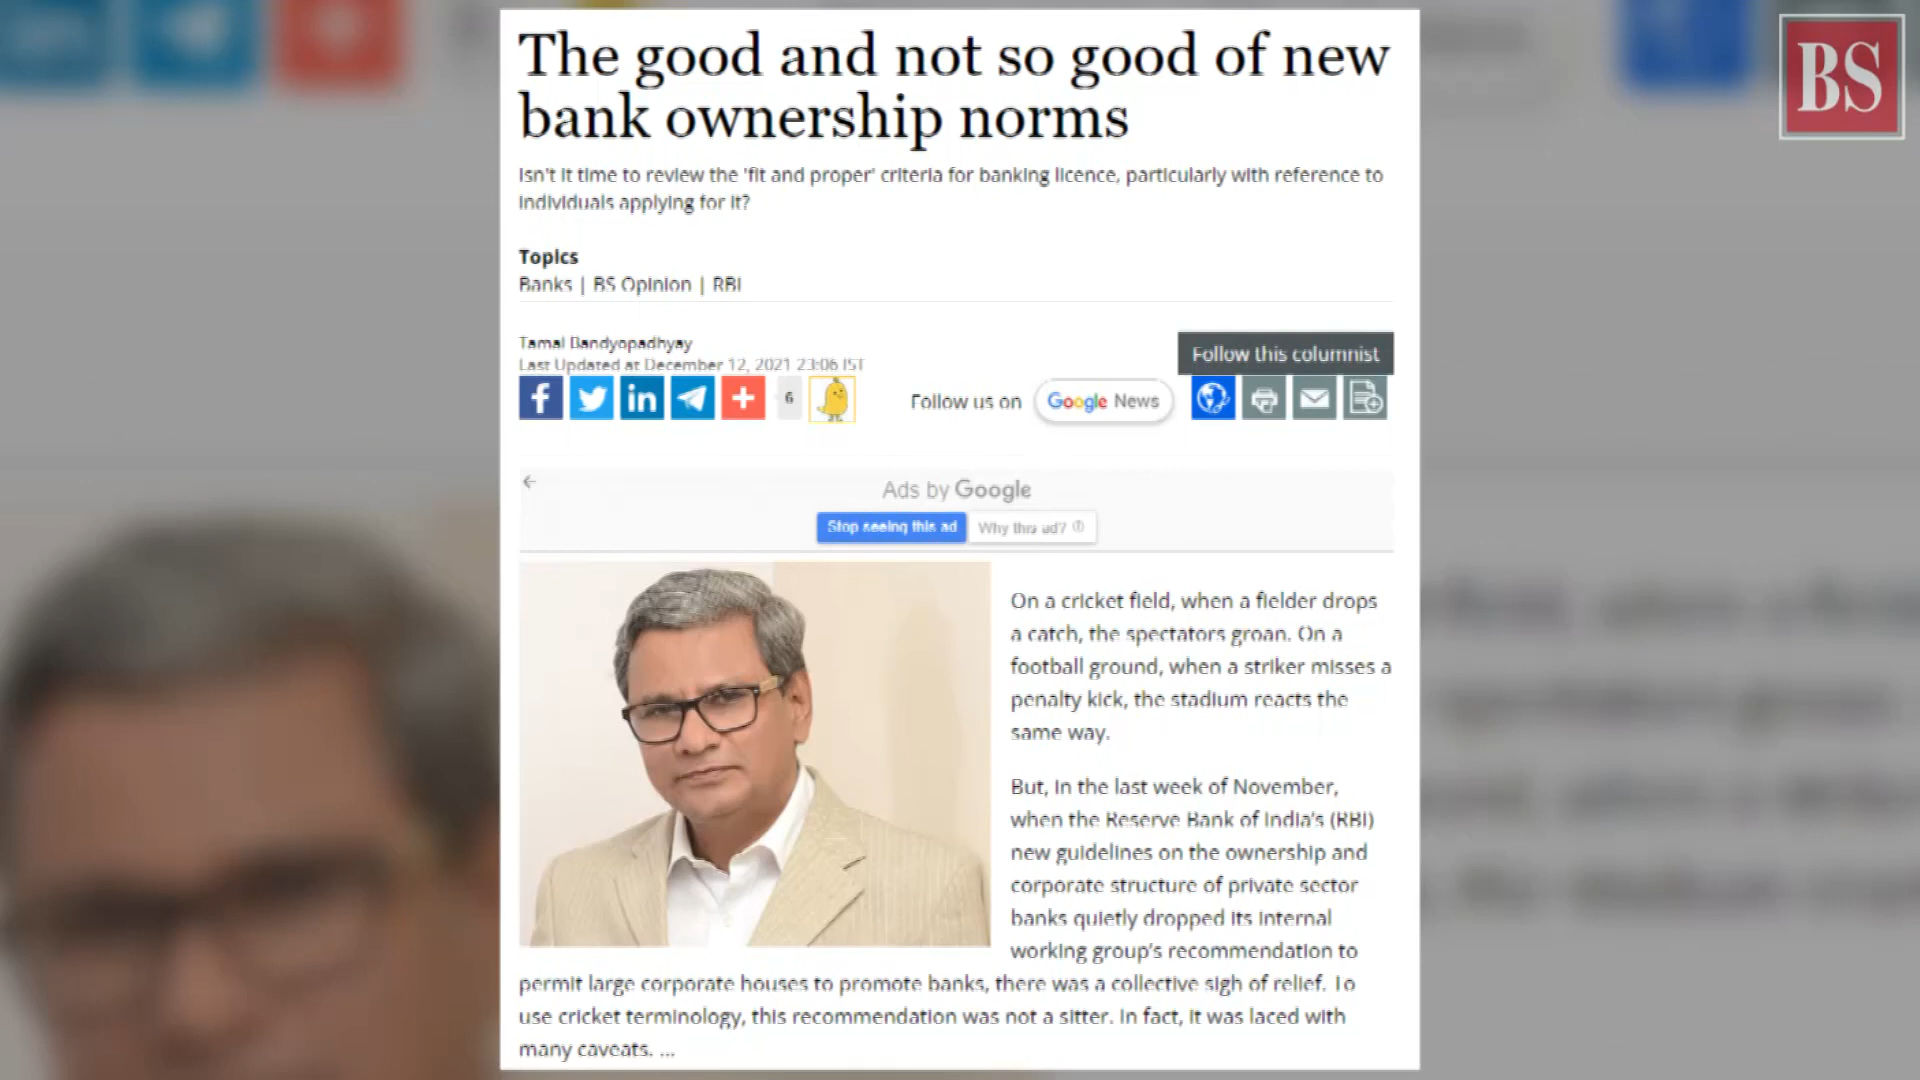 BS
The good and not so good of new
bank ownership norms
Isn't it time to review the 'fit and proper' criteria for banking licence, particularly with reference to
individuals applying for it?
Topics
Banks | BS Opinion | RBI
Tamal Bandyopadhyay
Last Updated at December 12, 2021 23:06 IST
Follow this columnist
6
Follow us on
Google News
Ads by Google
Stop seeing this ad
Why this ad?
On a cricket field, when a fielder drops
a catch, the spectators groan. On a
football ground, when a striker misses a
penalty kick, the stadium reacts the
same way.
But, in the last week of November,
when the Reserve Bank of India's (RBI)
new guidelines on the ownership and
corporate structure of private sector
banks quietly dropped its internal
working group's recommendation to
permit large corporate houses to promote banks, there was a collective sigh of relief. To
use cricket terminology, this recommendation was not a sitter. In fact, it was laced with
many caveats. ...